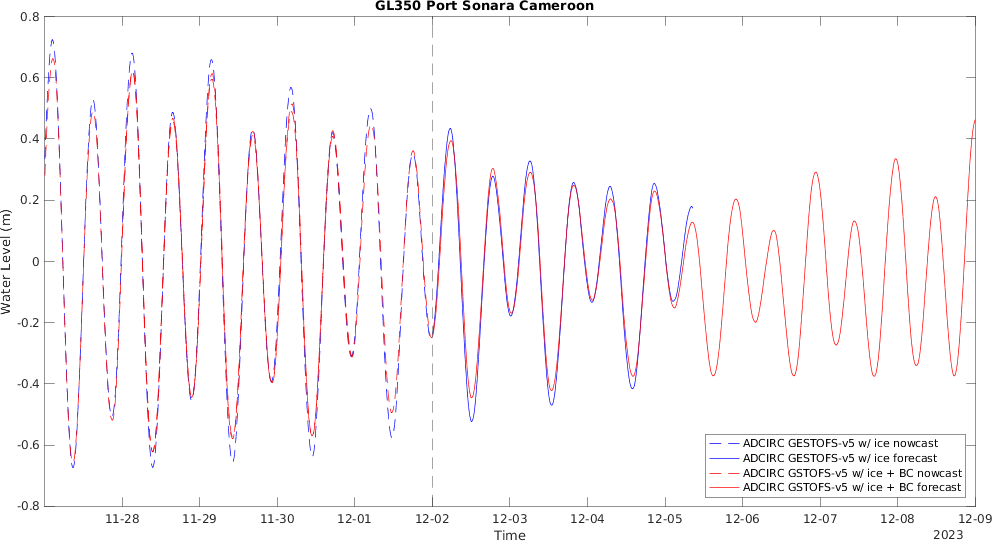 GL350 Port Sonara Cameroon
0.8
0.6
0.4
0.2
0
-0.2
-0.4
-0.6
-0.8
Water Level (m)
ADCIRC GESTOFS-v5 w/ ice nowcast
ADCIRC GESTOFS-v5 w/ ice forecast
ADCIRC GSTOFS-v5 w/ ice + BC nowcast
ADCIRC GSTOFS-v5 w/ ice + BC forecast
11-28 11-29 11-30 12-01 12-02 12-03 12-04 12-05 12-06 12-07 12-08 12-09
Time
2023